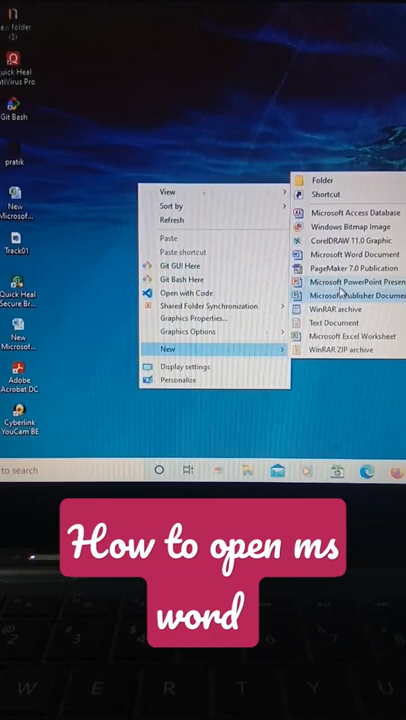 ew folder
(3)
Quick Heal
AntiVirus Pro
Git Bash
pratik
New
Microsof...
Track01
Quick Heal
Secure Br...
New
Microsof...
Adobe
Acrobat DC
Cyberlink
YouCam BE
View
Sort by
Refresh
Paste
Paste shortcut
Git GUI Here
Git Bash Here
Open with Code
Shared Folder Synchronization
Graphics Properties...
Graphics Options
New
Display settings
Personalize
Folder
Shortcut
Microsoft Access Database
Windows Bitmap Image
CorelDRAW 11.0 Graphic
Microsoft Word Document
PageMaker 7.0 Publication
Microsoft PowerPoint Presen
Microsoft Publisher Documen
WinRAR archive
Text Document
Microsoft Excel Worksheet
WinRAR ZIP archive
to search
How to open ms
word
W E R T Y U